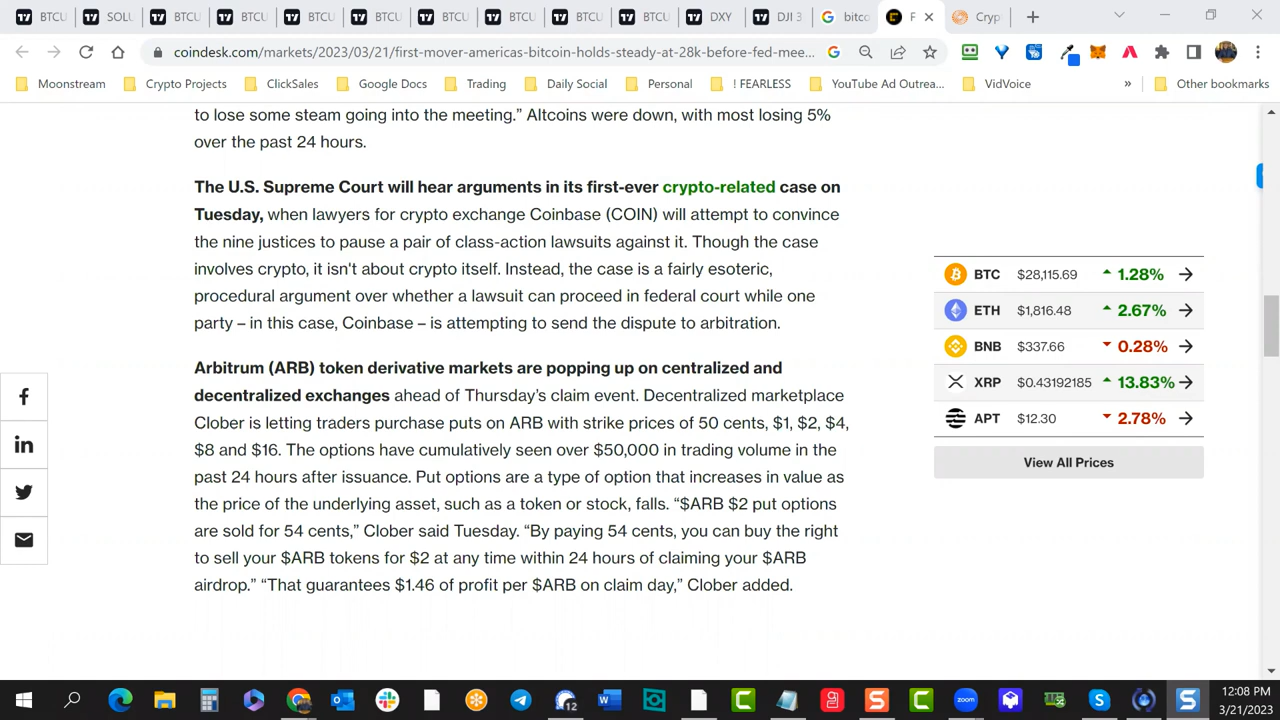 BTCU
SOL
BTCU
BTCU
BTCU
BTCU
BTCU
BTCU
BTCU
BTCU
DXY
DJI 3
bitco
F
Cryp
coindesk.com/markets/2023/03/21/first-mover-americas-bitcoin-holds-steady-at-28k-before-fed-mee...
Moonstream
Crypto Projects
ClickSales
Google Docs
Trading
Daily Social
Personal
! FEARLESS
YouTube Ad Outrea...
VidVoice
»
Other bookmarks
to lose some steam going into the meeting.” Altcoins were down, with most losing 5%
over the past 24 hours.
The U.S. Supreme Court will hear arguments in its first-ever crypto-related case on
Tuesday, when lawyers for crypto exchange Coinbase (COIN) will attempt to convince
the nine justices to pause a pair of class-action lawsuits against it. Though the case
involves crypto, it isn't about crypto itself. Instead, the case is a fairly esoteric,
procedural argument over whether a lawsuit can proceed in federal court while one
party – in this case, Coinbase – is attempting to send the dispute to arbitration.
Arbitrum (ARB) token derivative markets are popping up on centralized and
decentralized exchanges ahead of Thursday’s claim event. Decentralized marketplace
Clober is letting traders purchase puts on ARB with strike prices of 50 cents, $1, $2, $4,
$8 and $16. The options have cumulatively seen over $50,000 in trading volume in the
past 24 hours after issuance. Put options are a type of option that increases in value as
the price of the underlying asset, such as a token or stock, falls. “$ARB $2 put options
are sold for 54 cents,” Clober said Tuesday. “By paying 54 cents, you can buy the right
to sell your $ARB tokens for $2 at any time within 24 hours of claiming your $ARB
airdrop.” “That guarantees $1.46 of profit per $ARB on claim day,” Clober added.
BTC $28,115.69 1.28%
ETH $1,816.48 2.67%
BNB $337.66 0.28%
XRP $0.43192185 13.83%
APT $12.30 2.78%
View All Prices
12:08 PM
3/21/2023